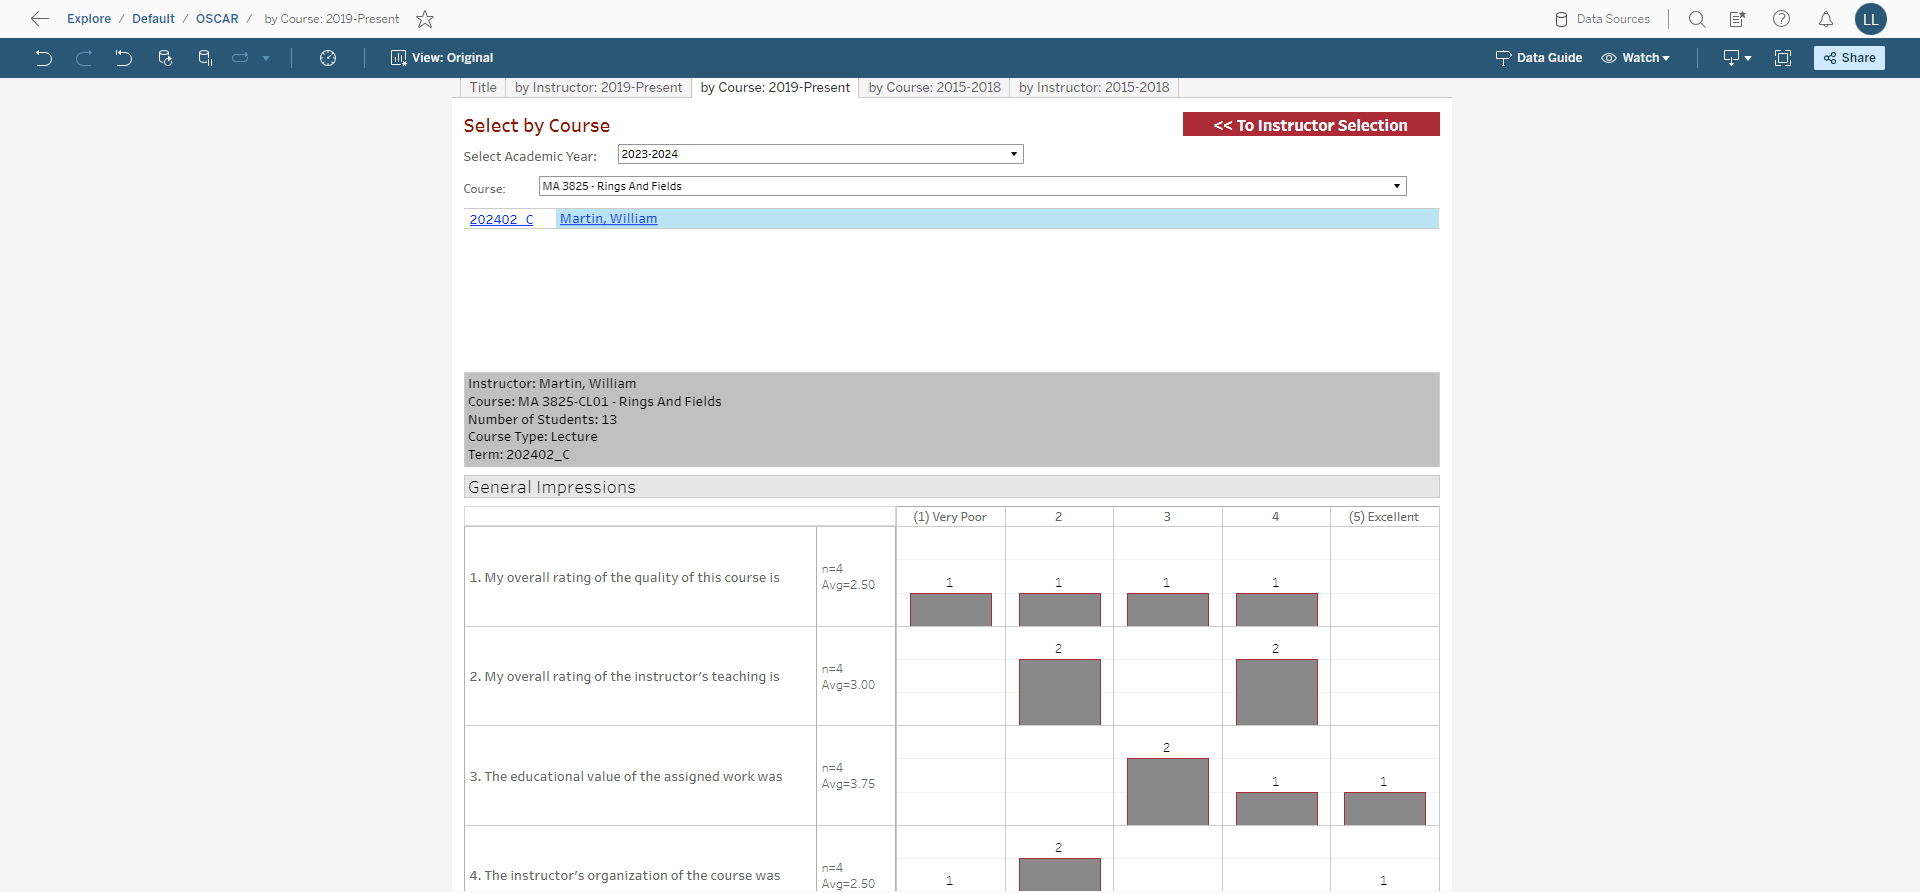 Explore / Default / OSCAR / by Course: 2019-Present
Data Sources
LL
View: Original
Data Guide
Watch
Share
Title
by Instructor: 2019-Present
by Course: 2019-Present
by Course: 2015-2018
by Instructor: 2015-2018
Select by Course
<< To Instructor Selection
Select Academic Year:
2023-2024
Course:
MA 3825 - Rings And Fields
202402_C
Martin, William
Instructor: Martin, William
Course: MA 3825-CL01 - Rings And Fields
Number of Students: 13
Course Type: Lecture
Term: 202402_C
General Impressions
(1) Very Poor
2
3
4
(5) Excellent
1. My overall rating of the quality of this course is
n=4
Avg=2.50
1
1
1
1
2. My overall rating of the instructor's teaching is
n=4
Avg=3.00
2
2
3. The educational value of the assigned work was
n=4
Avg=3.75
2
1
1
4. The instructor's organization of the course was
n=4
Avg=2.50
1
2
1